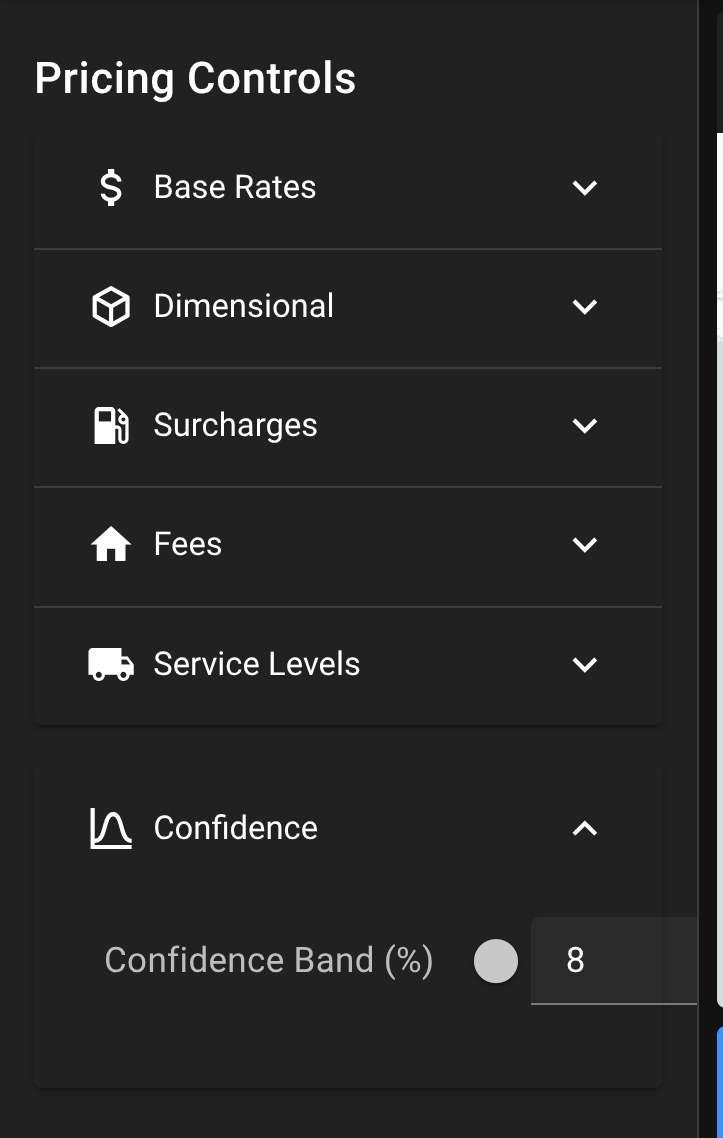 Pricing Controls
Base Rates
Dimensional
Surcharges
Fees
Service Levels
Confidence
Confidence Band (%) 8